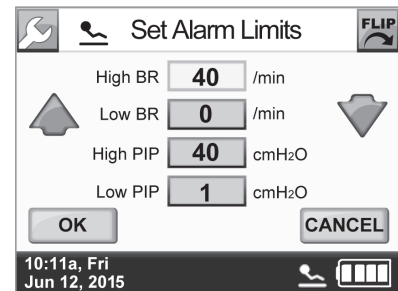 Set Alarm Limits
FLIP
High BR 40 /min
Low BR 0 /min
High PIP 40 cmH₂O
Low PIP 1 cmH₂O
OK CANCEL
10:11a, Fri
Jun 12, 2015